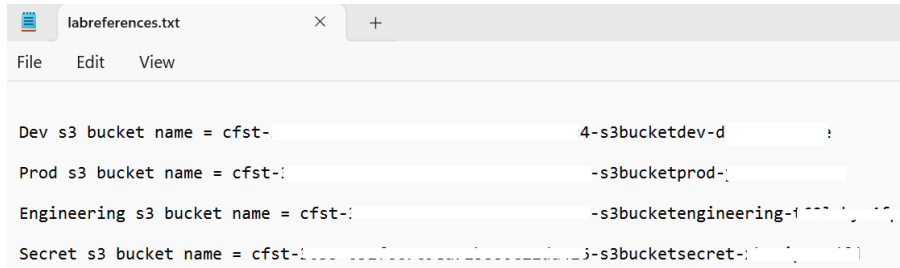 labreferences.txt
File Edit View
Dev s3 bucket name = cfst- 4-s3bucketdev-d
Prod s3 bucket name = cfst- -s3bucketprod-
Engineering s3 bucket name = cfst- -s3bucketengineering-
Secret s3 bucket name = cfst- -s3bucketsecret-